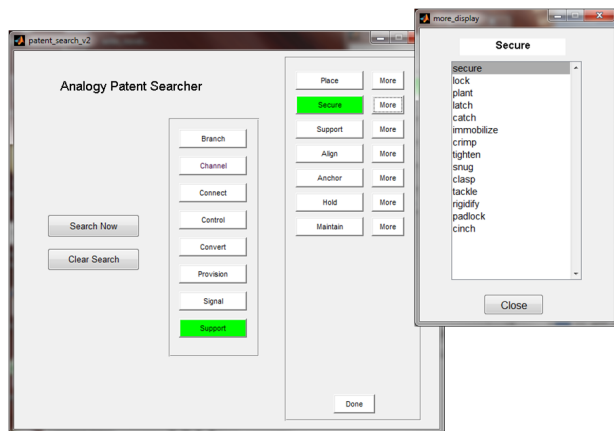 patent_search_v2
Analogy Patent Searcher
Search Now
Clear Search
Branch
Channel
Connect
Control
Convert
Provision
Signal
Support
Place More
Secure More
Support More
Align More
Anchor More
Hold More
Maintain More
Done
more_display
Secure
secure
lock
plant
latch
catch
immobilize
crimp
tighten
snug
clasp
tackle
rigidify
padlock
cinch
Close